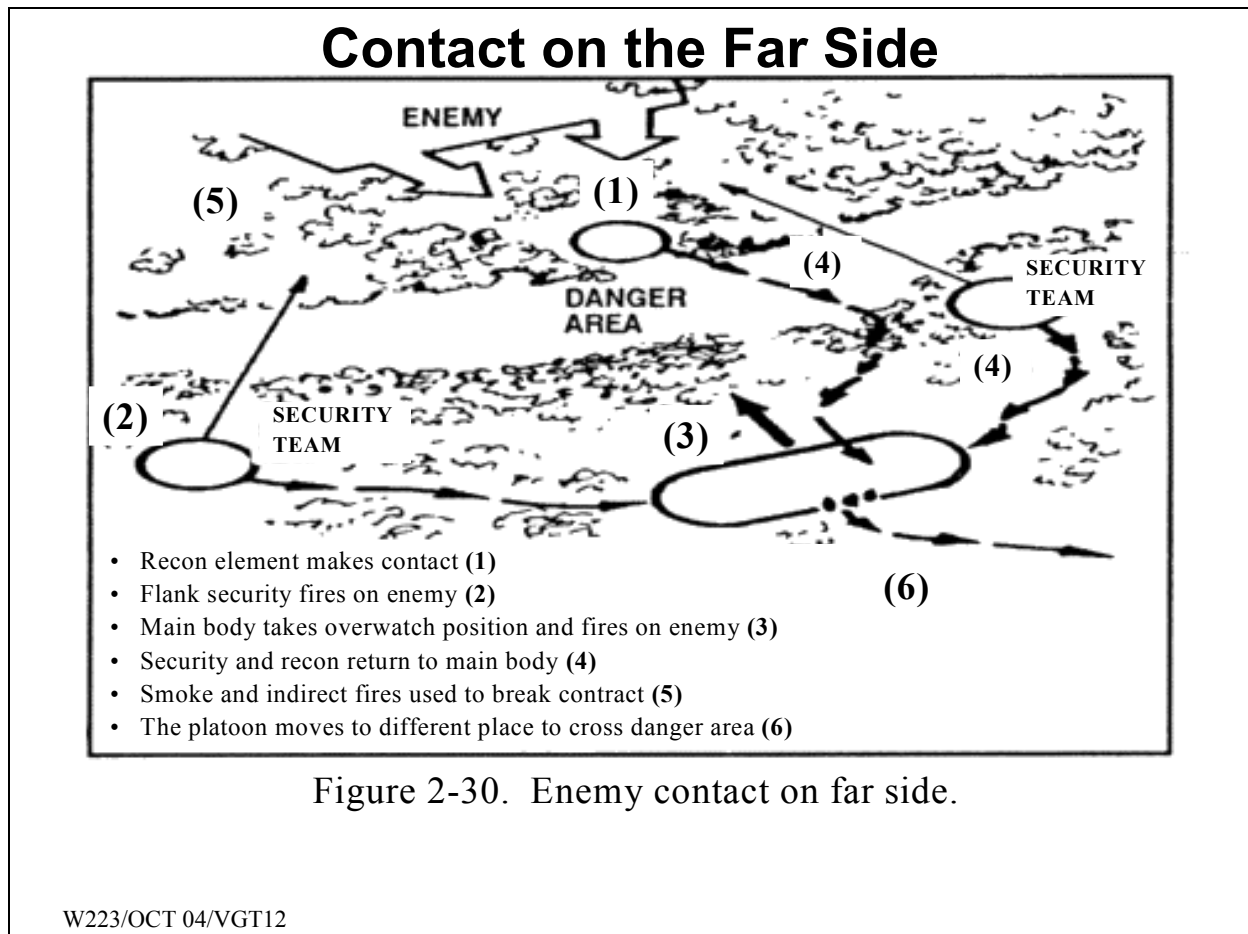 Contact on the Far Side
ENEMY
(5)
(1)
(4)
SECURITY
TEAM
DANGER
AREA
(4)
(2)
SECURITY
TEAM
(3)
• Recon element makes contact (1)
• Flank security fires on enemy (2)
• Main body takes overwatch position and fires on enemy (3)
• Security and recon return to main body (4)
• Smoke and indirect fires used to break contract (5)
• The platoon moves to different place to cross danger area (6)
(6)
Figure 2-30. Enemy contact on far side.
W223/OCT 04/VGT12